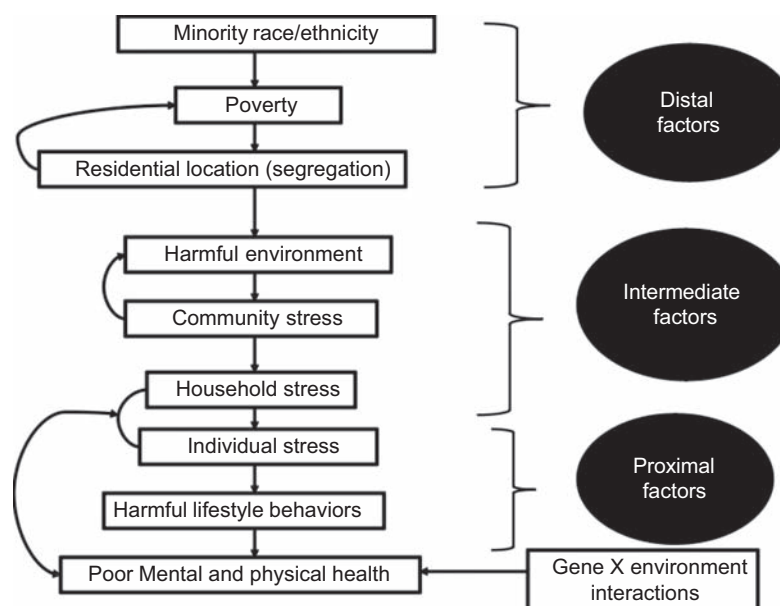 Minority race/ethnicity
Poverty
Residential location (segregation)
Distal
factors
Harmful environment
Community stress
Household stress
Intermediate
factors
Individual stress
Harmful lifestyle behaviors
Proximal
factors
Poor Mental and physical health
Gene X environment
interactions